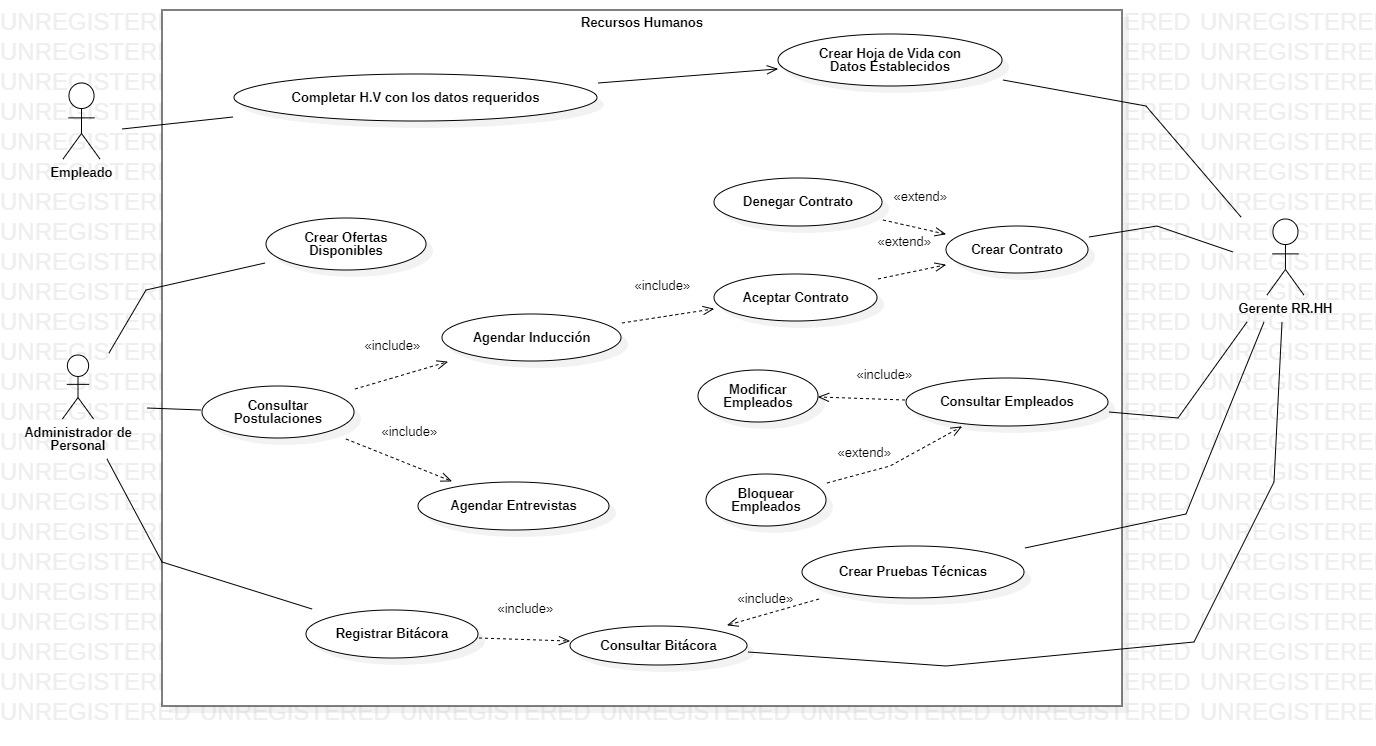 Recursos Humanos
Crear Hoja de Vida con
Datos Establecidos
Completar H.V con los datos requeridos
Empleado
Denegar Contrato
«extend»
Crear Ofertas
Disponibles
«extend»
Crear Contrato
«include»
Aceptar Contrato
Gerente RR.HH
Agendar Inducción
«include»
«include»
Modificar
Empleados
Consultar Empleados
Consultar
Postulaciones
«include»
Administrador de
Personal
«extend»
Bloquear
Empleados
Agendar Entrevistas
Crear Pruebas Técnicas
«include»
«include»
Registrar Bitácora
Consultar Bitácora
UNREGISTERED UNREGISTERED UNREGISTERED UNREGISTERED UNREGISTERED UNREGISTERED UNREGISTERED